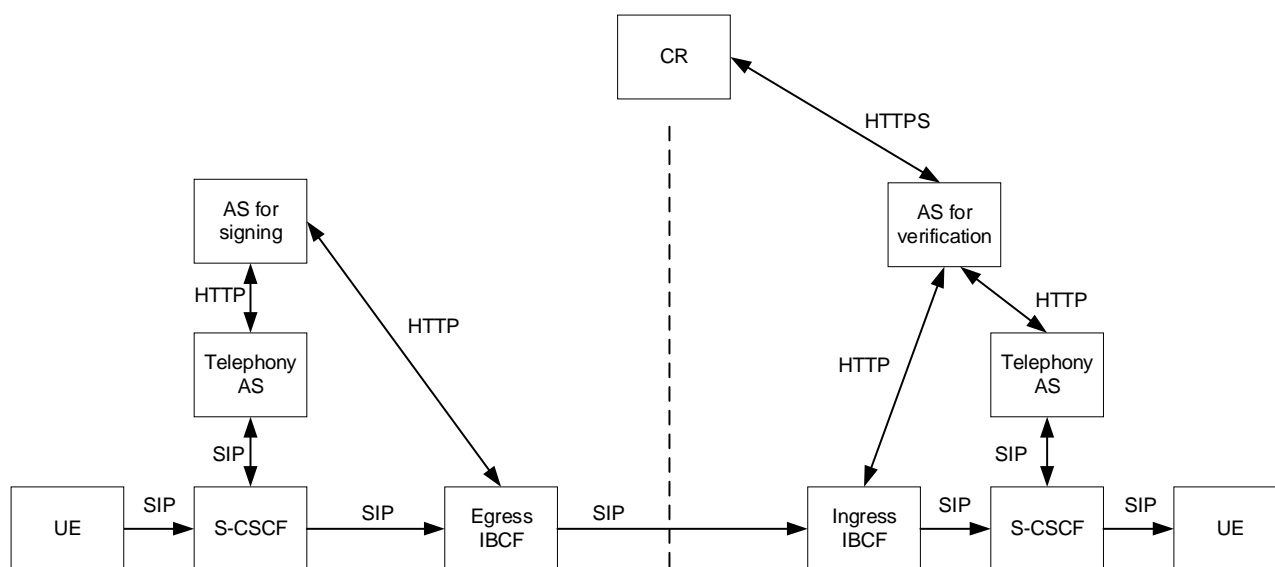 CR
HTTPS
AS for
signing
AS for
verification
HTTP
HTTP
HTTP
HTTP
Telephony
AS
Telephony
AS
SIP
SIP
UE
SIP
S-CSCF
SIP
Egress
IBCF
SIP
Ingress
IBCF
SIP
S-CSCF
SIP
UE